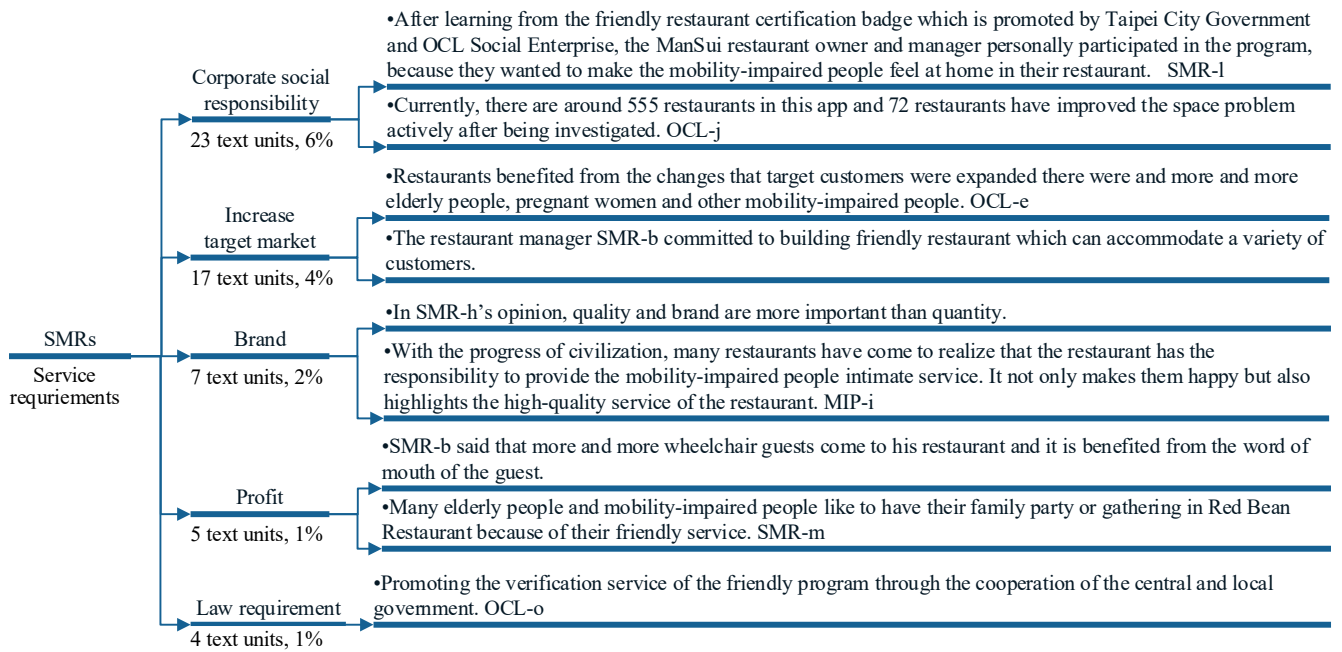 SMRs
Service
requriements
Corporate social
responsibility
23 text units, 6%
•After learning from the friendly restaurant certification badge which is promoted by Taipei City Government
and OCL Social Enterprise, the ManSui restaurant owner and manager personally participated in the program,
because they wanted to make the mobility-impaired people feel at home in their restaurant. SMR-l
•Currently, there are around 555 restaurants in this app and 72 restaurants have improved the space problem
actively after being investigated. OCL-j
Increase
target market
17 text units, 4%
•Restaurants benefited from the changes that target customers were expanded there were and more and more
elderly people, pregnant women and other mobility-impaired people. OCL-e
•The restaurant manager SMR-b committed to building friendly restaurant which can accommodate a variety of
customers.
Brand
7 text units, 2%
•In SMR-h’s opinion, quality and brand are more important than quantity.
•With the progress of civilization, many restaurants have come to realize that the restaurant has the
responsibility to provide the mobility-impaired people intimate service. It not only makes them happy but also
highlights the high-quality service of the restaurant. MIP-i
Profit
5 text units, 1%
•SMR-b said that more and more wheelchair guests come to his restaurant and it is benefited from the word of
mouth of the guest.
•Many elderly people and mobility-impaired people like to have their family party or gathering in Red Bean
Restaurant because of their friendly service. SMR-m
Law requirement
4 text units, 1%
•Promoting the verification service of the friendly program through the cooperation of the central and local
government. OCL-o